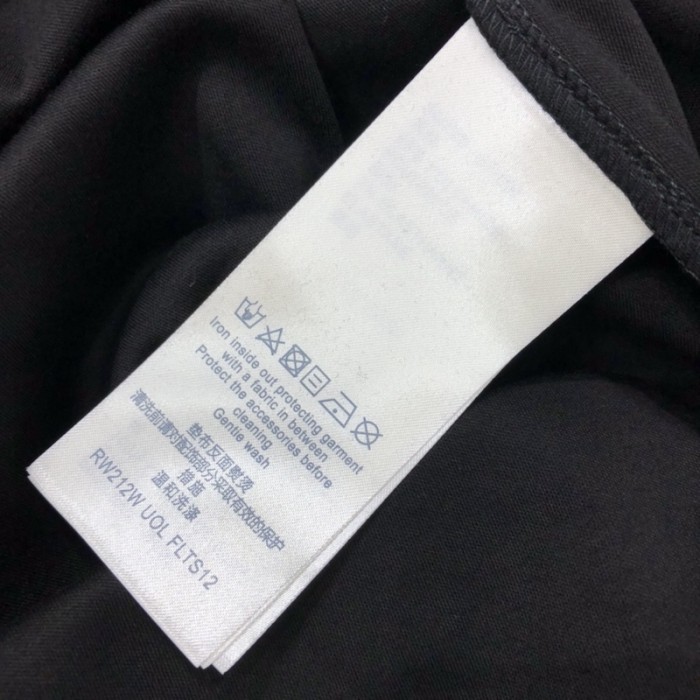 Iron inside out protecting garment
with a fabric in between
Protect the accessories before
cleaning
Gentle wash
垫布反面熨烫
清洗前请对配饰部分采取有效的保护
措施
温和洗涤
RW212W UOL FLTS12